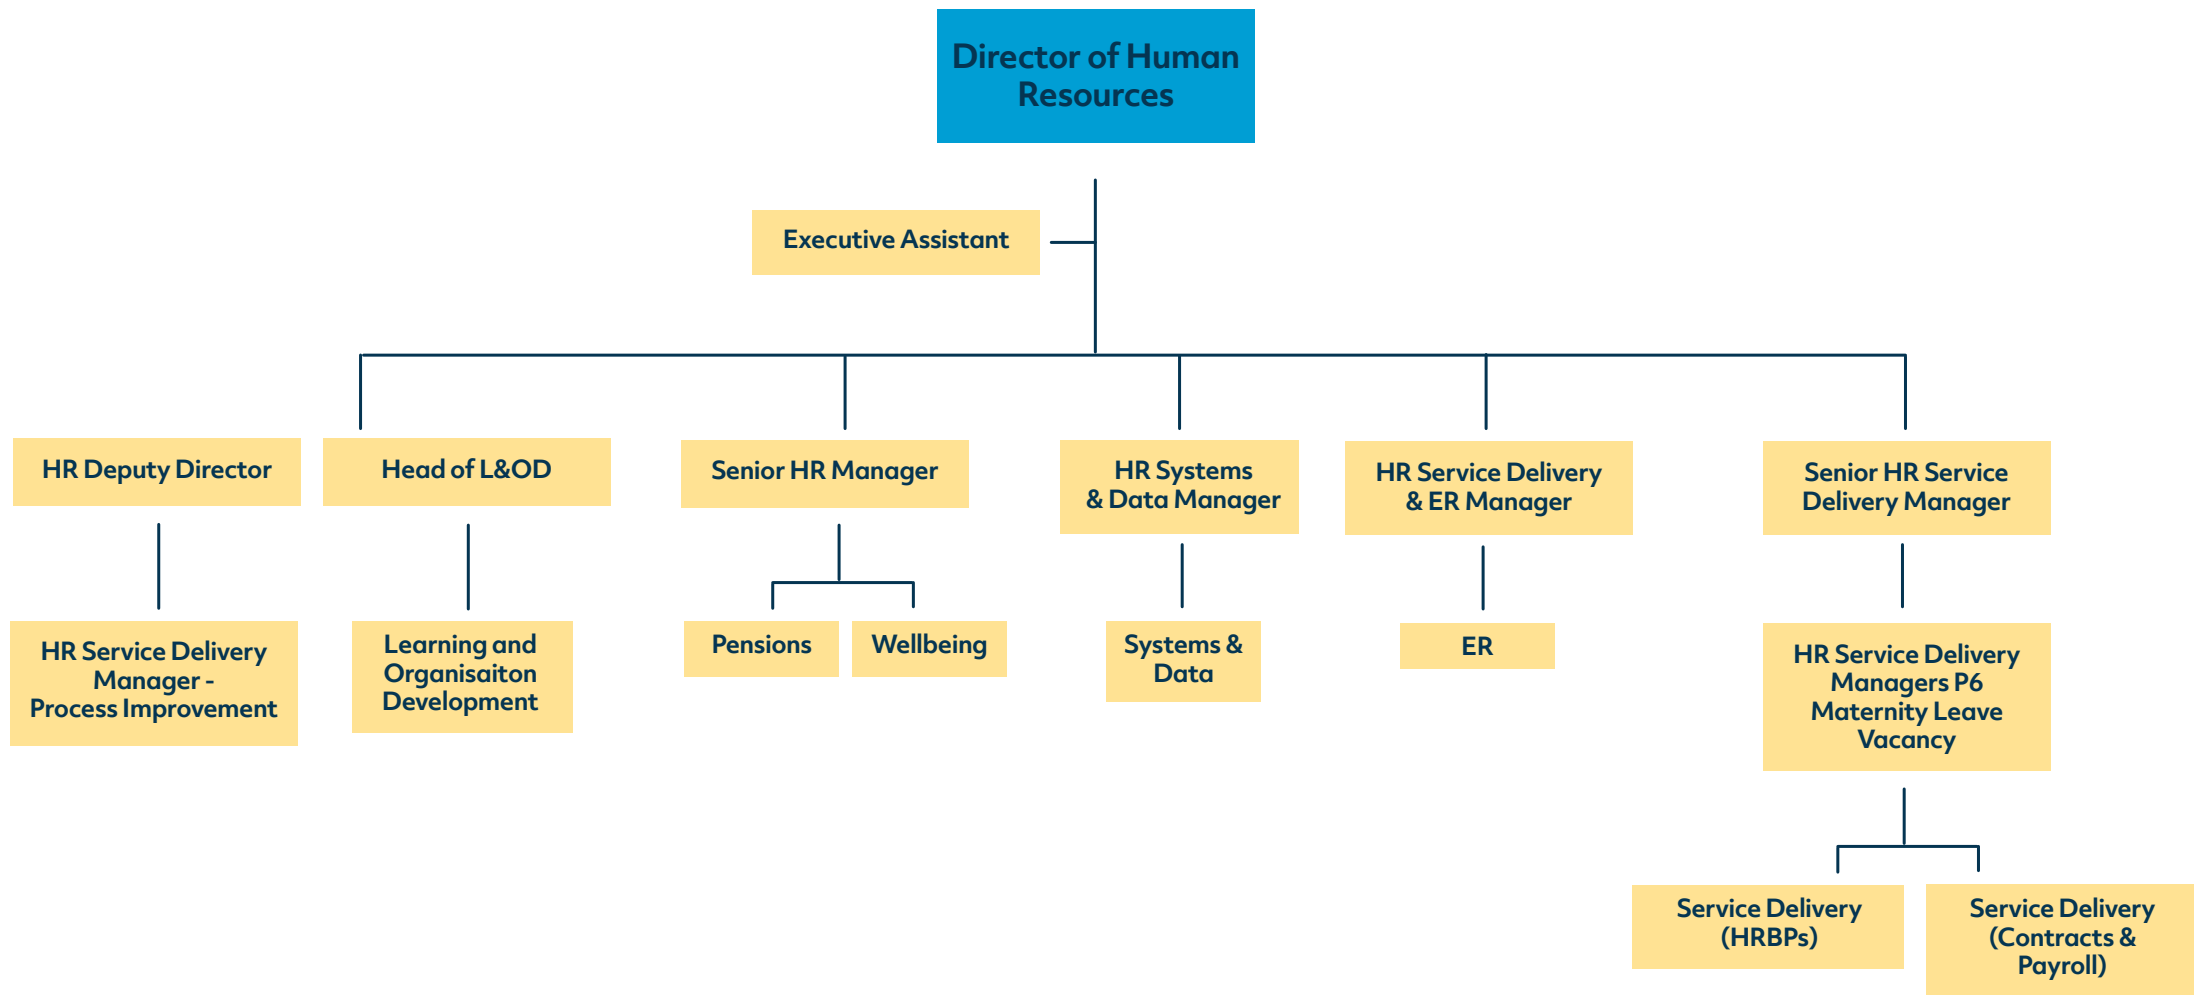 Director of Human
Resources
Executive Assistant
HR Deputy Director
Head of L&OD
Senior HR Manager
HR Systems
& Data Manager
HR Service Delivery
& ER Manager
Senior HR Service
Delivery Manager
HR Service Delivery
Manager -
Process Improvement
Learning and
Organisaiton
Development
Pensions
Wellbeing
Systems &
Data
ER
HR Service Delivery
Managers P6
Maternity Leave
Vacancy
Service Delivery
(HRBPs)
Service Delivery
(Contracts &
Payroll)